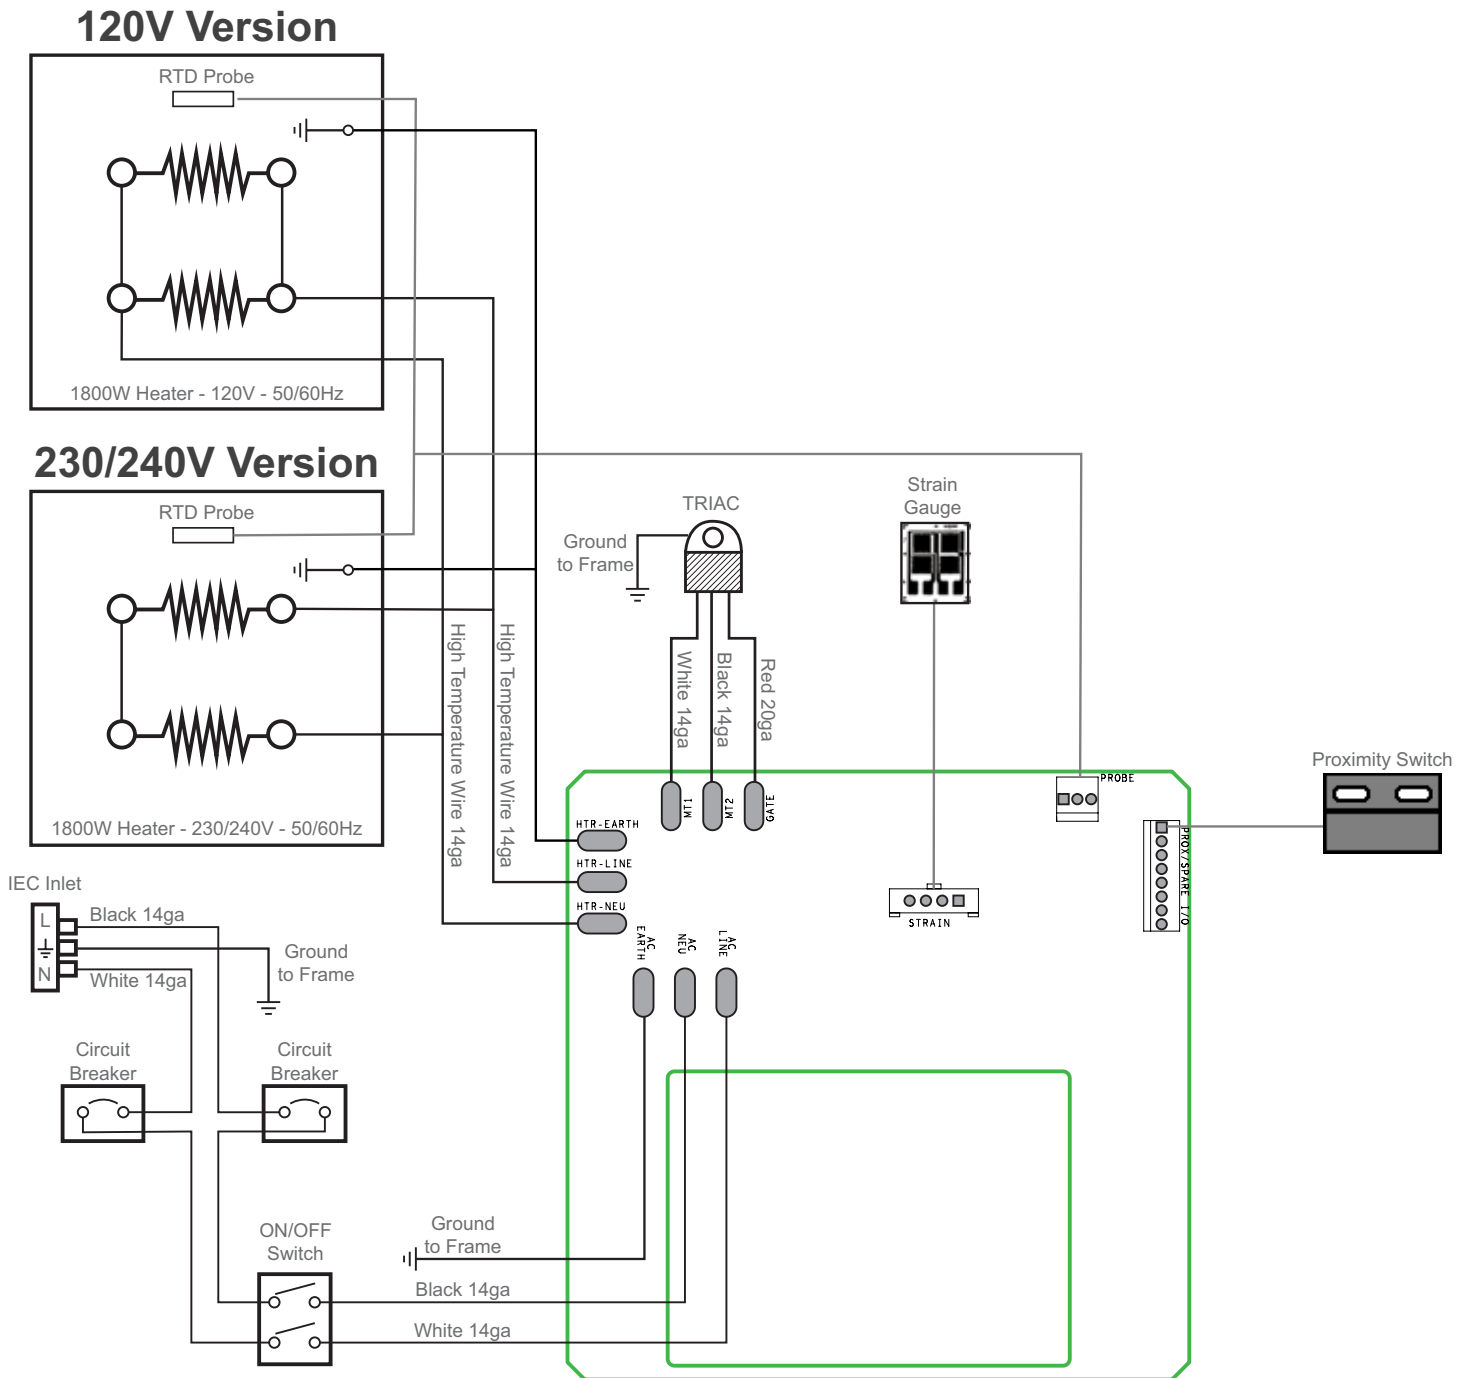 120V Version
RTD Probe
1800W Heater - 120V - 50/60Hz
230/240V Version
RTD Probe
1800W Heater - 230/240V - 50/60Hz
High Temperature Wire 14ga
High Temperature Wire 14ga
TRIAC
Ground
to Frame
White 14ga
Black 14ga
Red 20ga
Strain
Gauge
Proximity Switch
MT1
MT2
GATE
PROBE
PROX/SPARE I/O
HTR-EARTH
HTR-LINE
HTR-NEU
STRAIN
AC
EARTH
AC
NEU
AC
LINE
IEC Inlet
L
N
Black 14ga
White 14ga
Ground
to Frame
Circuit
Breaker
Circuit
Breaker
ON/OFF
Switch
Ground
to Frame
Black 14ga
White 14ga